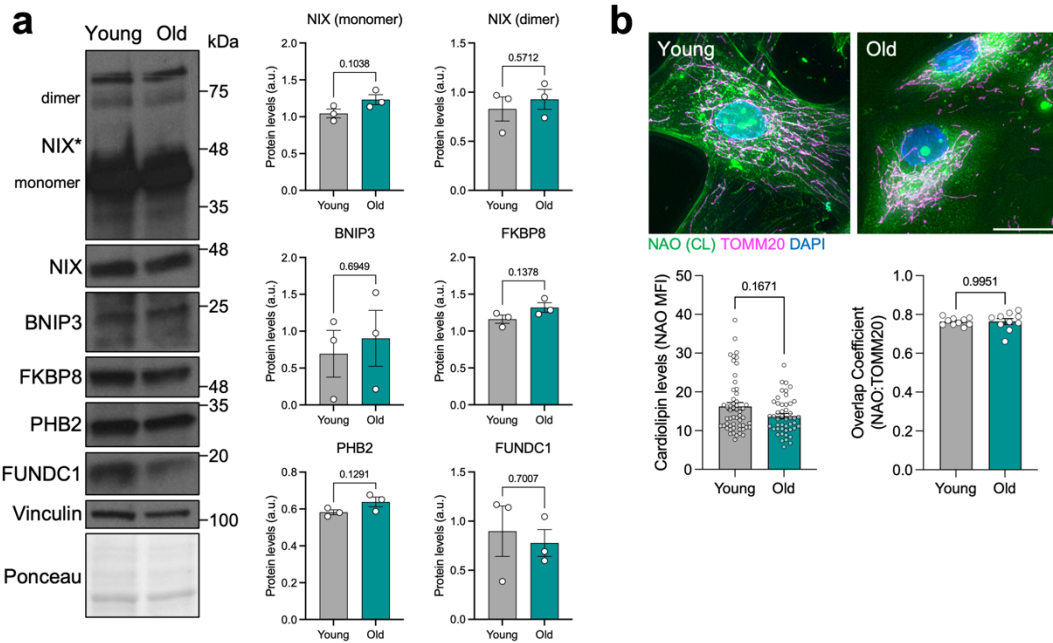 a
Young Old
kDa
dimer
75
NIX*
48
monomer
35
48
NIX
25
BNIP3
FKBP8
48
35
PHB2
20
FUNDC1
Vinculin
100
Ponceau
NIX (monomer)
Protein levels (a.u.)
2.0
1.5
1.0
0.5
0.0
0.1038
Young Old
NIX (dimer)
Protein levels (a.u.)
1.5
1.0
0.5
0.0
0.5712
Young Old
BNIP3
Protein levels (a.u.)
2.0
1.5
1.0
0.5
0.0
0.6949
Young Old
FKBP8
Protein levels (a.u.)
2.0
1.5
1.0
0.5
0.0
0.1378
Young Old
PHB2
Protein levels (a.u.)
0.8
0.6
0.4
0.2
0.0
0.1291
Young Old
FUNDC1
Protein levels (a.u.)
1.5
1.0
0.5
0.0
0.7007
Young Old
b
Young
Old
NAO (CL) TOMM20 DAPI
Cardiolipin levels (NAO MFI)
50
40
30
20
10
0
0.1671
Young Old
Overlap Coefficient
(NAO:TOMM20)
1.0
0.8
0.6
0.4
0.2
0.0
0.9951
Young Old